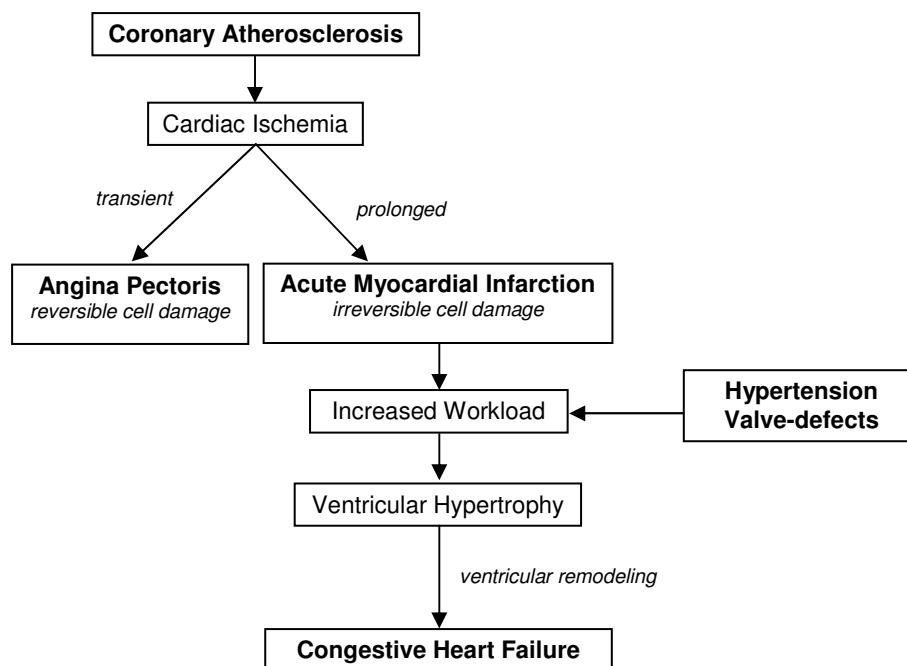 Coronary Atherosclerosis
Cardiac Ischemia
transient
prolonged
Angina Pectoris
reversible cell damage
Acute Myocardial Infarction
irreversible cell damage
Increased Workload
Hypertension
Valve-defects
Ventricular Hypertrophy
ventricular remodeling
Congestive Heart Failure